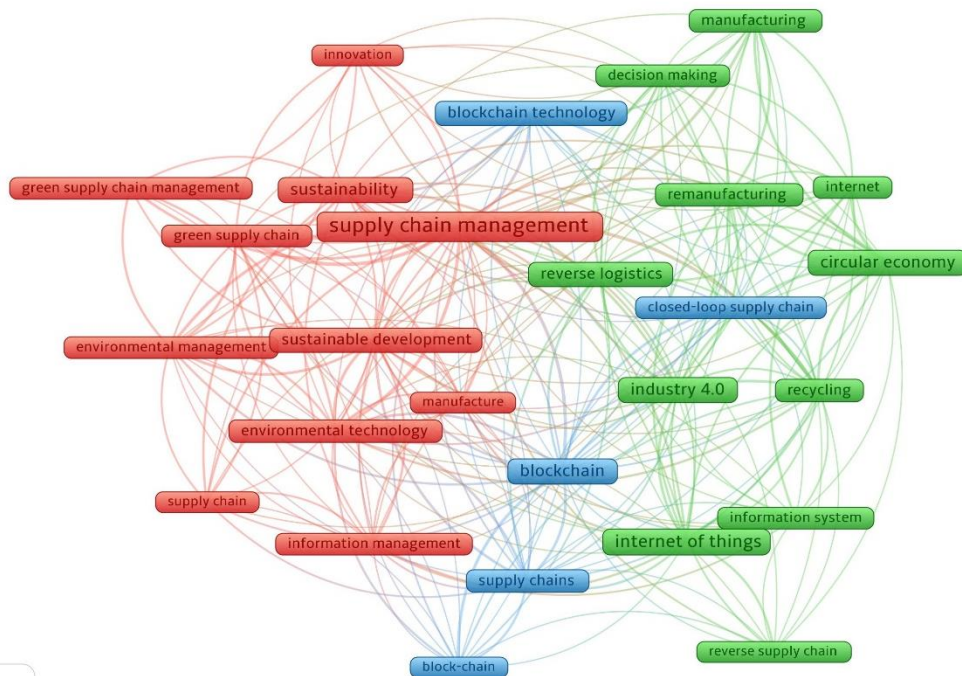 manufacturing
innovation
decision making
blockchain technology
green supply chain management
sustainability
remanufacturing
internet
supply chain management
green supply chain
circular economy
reverse logistics
closed-loop supply chain
sustainable development
environmental management
industry 4.0
recycling
manufacture
environmental technology
blockchain
supply chain
information system
information management
internet of things
supply chains
reverse supply chain
block-chain